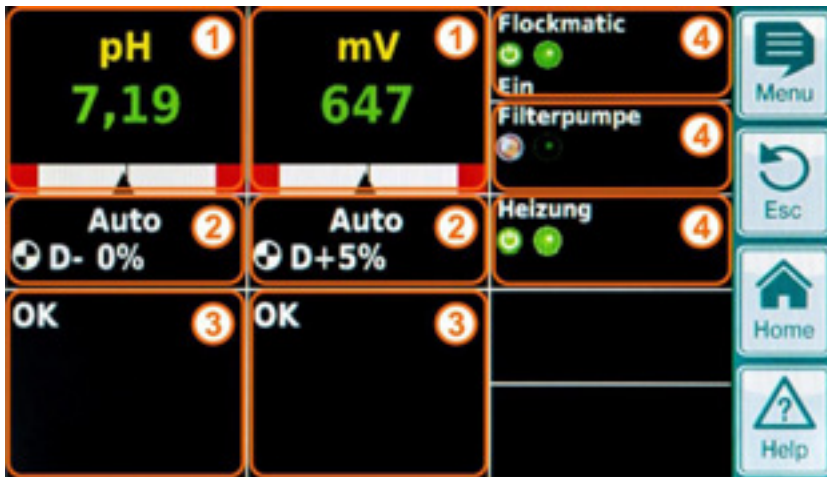 pH 1
7,19
mV 1
647
Flockmatic 4
Ein
Filterpumpe 4
Heizung 4
Auto 2
D- 0%
Auto 2
D+5%
OK 3
OK 3
Menu
Esc
Home
?
Help